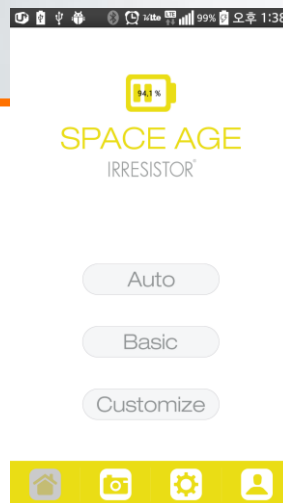 99% 오후 1:38
94,1 %
SPACE AGE
IRRESISTOR
Auto
Basic
Customize